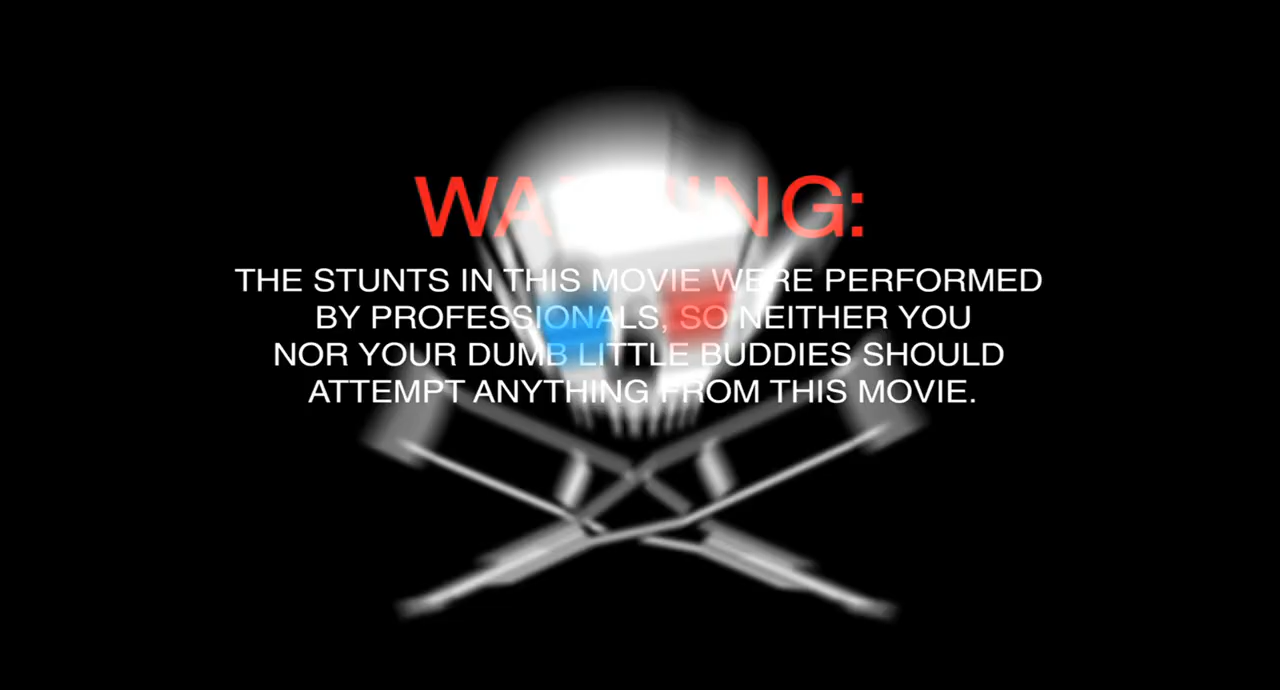 WARNING:
THE STUNTS IN THIS MOVIE WERE PERFORMED
BY PROFESSIONALS, SO NEITHER YOU
NOR YOUR DUMB LITTLE BUDDIES SHOULD
ATTEMPT ANYTHING FROM THIS MOVIE.